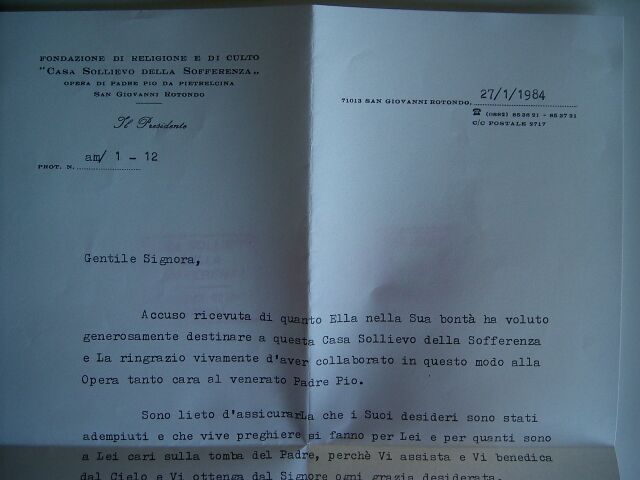 FONDAZIONE DI RELIGIONE E DI CULTO
"CASA SOLLIEVO DELLA SOFFERENZA„
OPERA DI PADRE PIO DA PIETRELCINA
SAN GIOVANNI ROTONDO
Il Presidente
PROT. N. am/ 1 - 12
71013 SAN GIOVANNI ROTONDO, 27/1/1984
☎ (0882) 853621 - 853721
C/C POSTALE 2717
Gentile Signora,
Accuso ricevuta di quanto Ella nella Sua bontà ha voluto
generosamente destinare a questa Casa Sollievo della Sofferenza
e La ringrazio vivamente d'aver collaborato in questo modo alla
Opera tanto cara al venerato Padre Pio.
Sono lieto d'assicurarLa che i Suoi desideri sono stati
adempiuti e che vive preghiere si fanno per Lei e per quanti sono
a Lei cari sulla tomba del Padre, perchè Vi assista e Vi benedica
dal Cielo e Vi ottenga dal Signore ogni grazia desiderata.